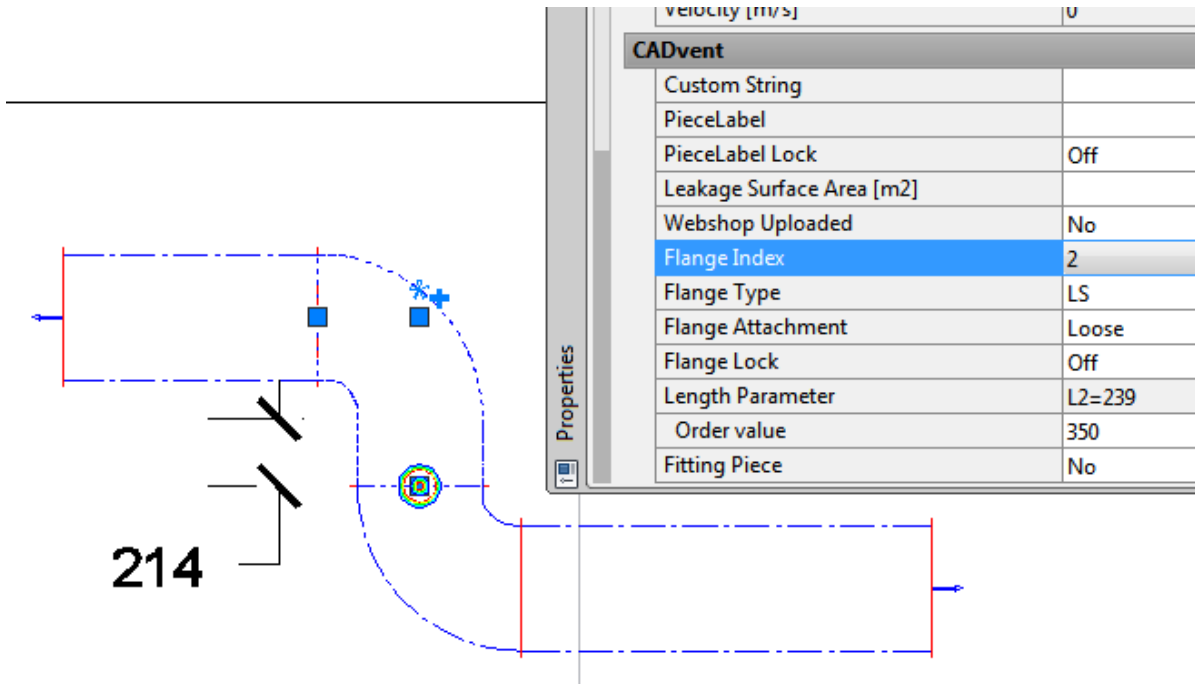 Velocity [m/s] 0
CADvent
Custom String
PieceLabel
PieceLabel Lock Off
Leakage Surface Area [m2]
Webshop Uploaded No
Flange Index 2
Flange Type LS
Flange Attachment Loose
Flange Lock Off
Length Parameter L2=239
Order value 350
Fitting Piece No
Properties
214